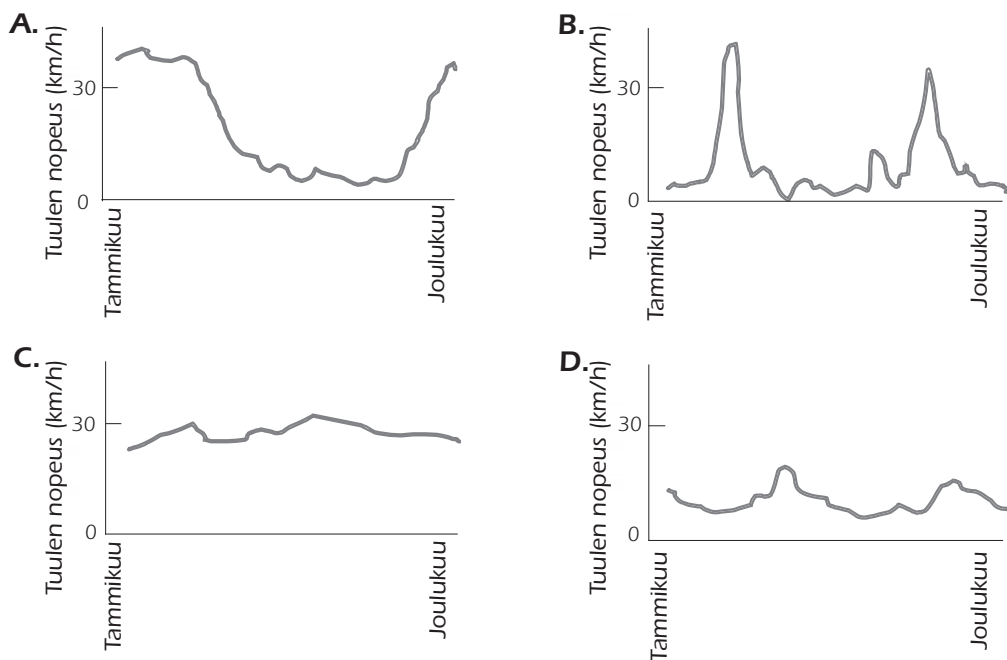 A.
Tuulen nopeus (km/h)
30
0
Tammikuu
Joulukuu
B.
Tuulen nopeus (km/h)
30
0
Tammikuu
Joulukuu
C.
Tuulen nopeus (km/h)
30
0
Tammikuu
Joulukuu
D.
Tuulen nopeus (km/h)
30
0
Tammikuu
Joulukuu